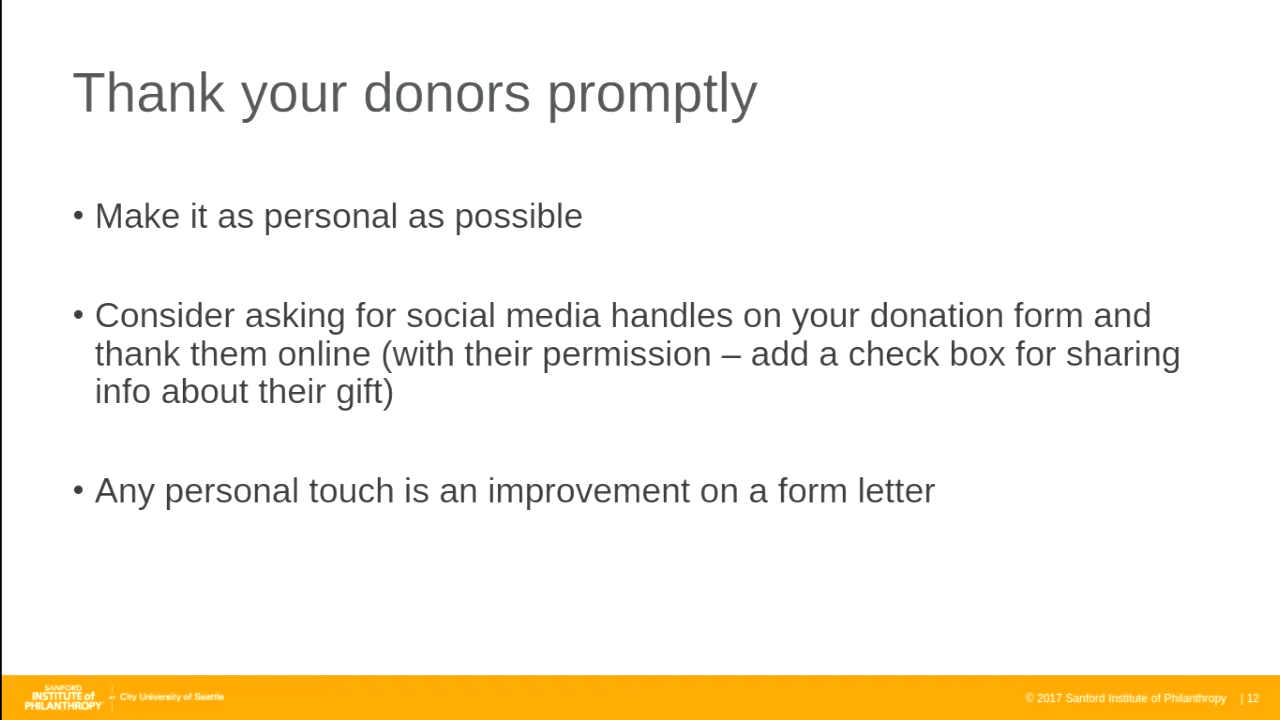 Thank your donors promptly
• Make it as personal as possible
• Consider asking for social media handles on your donation form and
thank them online (with their permission – add a check box for sharing
info about their gift)
• Any personal touch is an improvement on a form letter
SANFORD
INSTITUTE of
PHILANTHROPY
City University of Seattle
© 2017 Sanford Institute of Philanthropy | 12